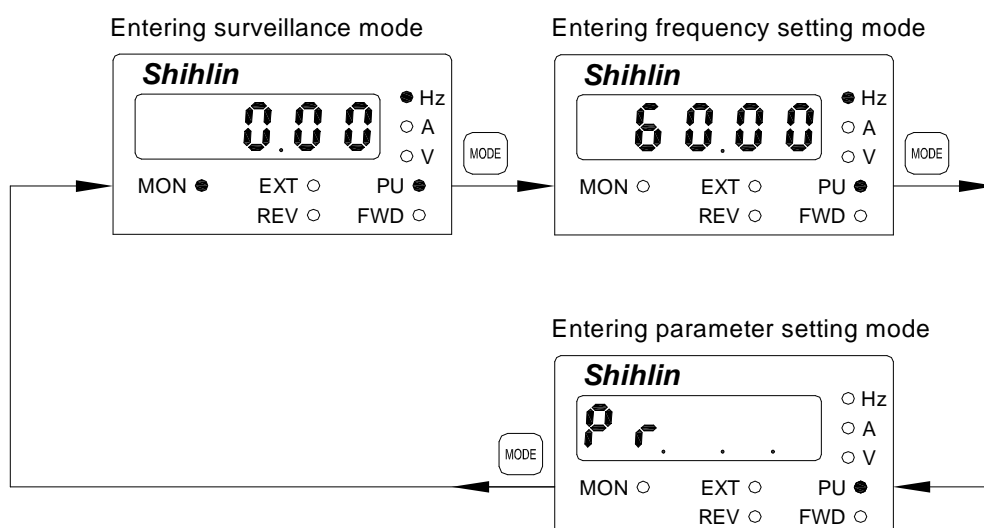 Entering surveillance mode
Shihlin
0.00
Hz
A
V
MON EXT PU
REV FWD
MODE
Entering frequency setting mode
Shihlin
60.00
Hz
A
V
MON EXT PU
REV FWD
MODE
Entering parameter setting mode
Shihlin
Pr. . .
Hz
A
V
MON EXT PU
REV FWD
MODE